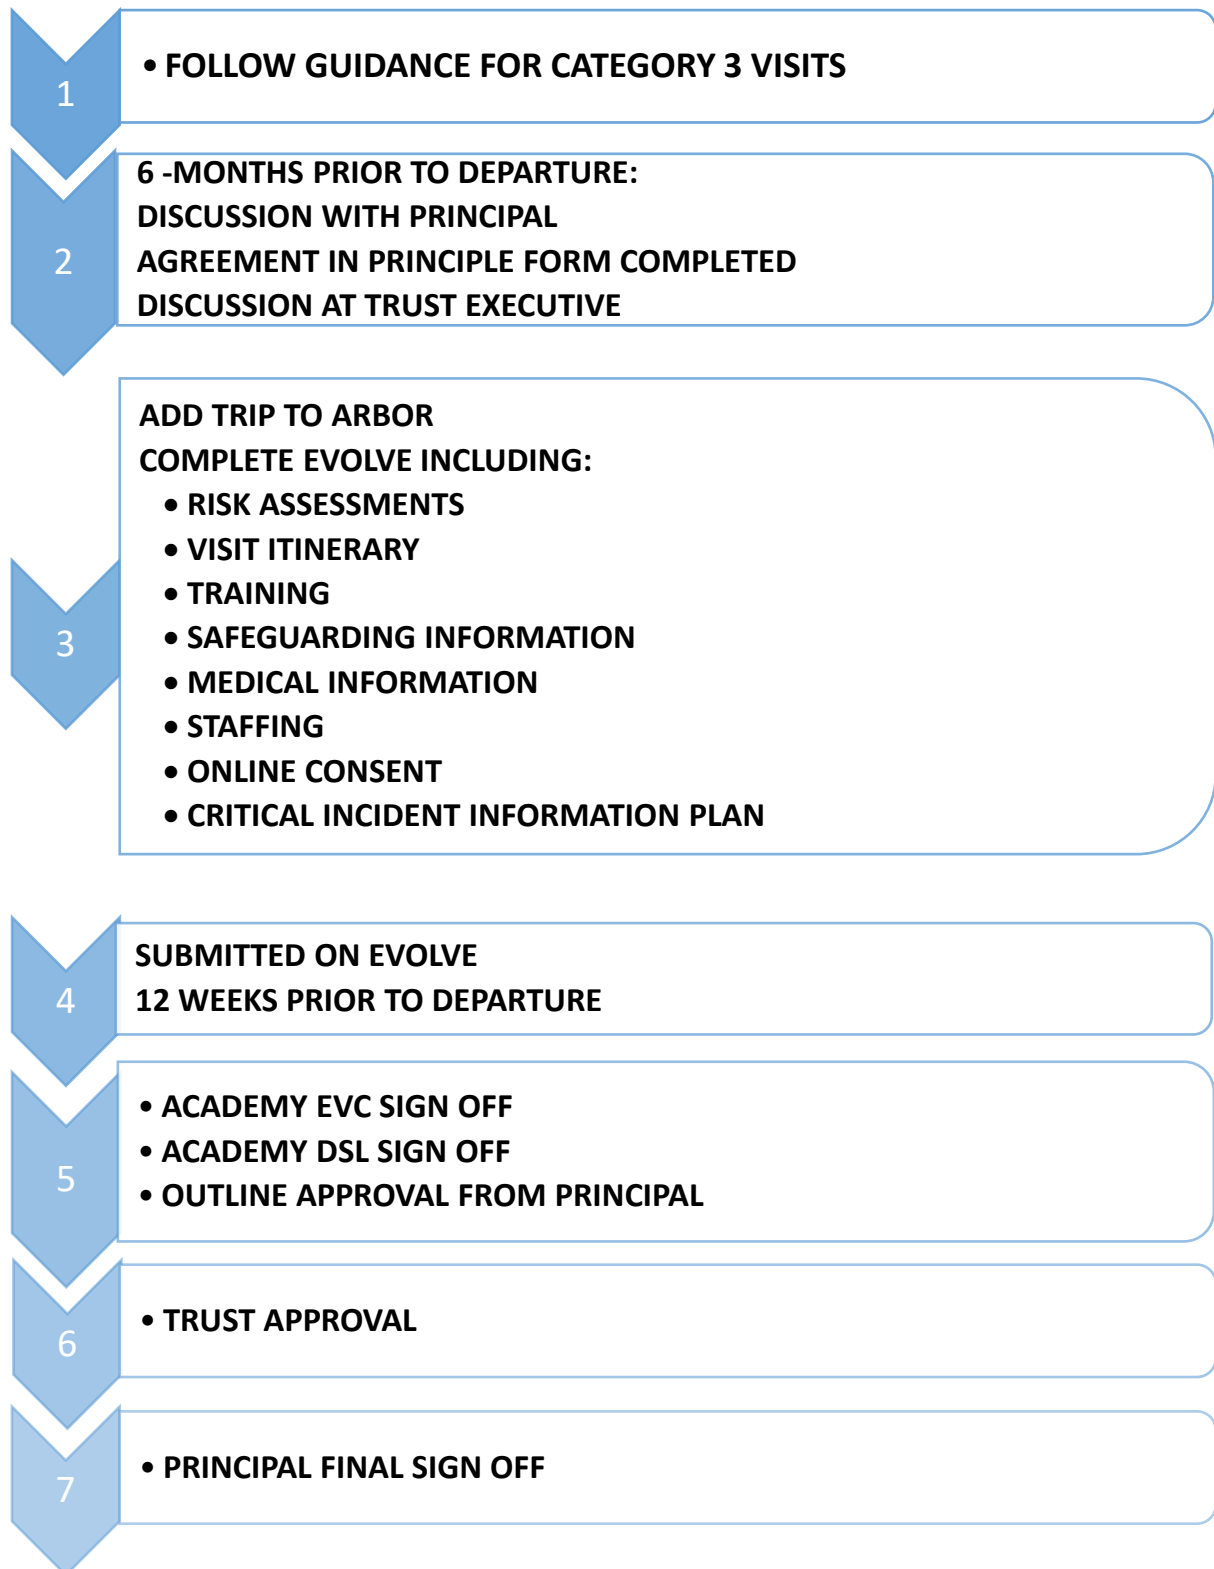 1
• FOLLOW GUIDANCE FOR CATEGORY 3 VISITS
2
6 -MONTHS PRIOR TO DEPARTURE:
DISCUSSION WITH PRINCIPAL
AGREEMENT IN PRINCIPLE FORM COMPLETED
DISCUSSION AT TRUST EXECUTIVE
3
ADD TRIP TO ARBOR
COMPLETE EVOLVE INCLUDING:
• RISK ASSESSMENTS
• VISIT ITINERARY
• TRAINING
• SAFEGUARDING INFORMATION
• MEDICAL INFORMATION
• STAFFING
• ONLINE CONSENT
• CRITICAL INCIDENT INFORMATION PLAN
4
SUBMITTED ON EVOLVE
12 WEEKS PRIOR TO DEPARTURE
5
• ACADEMY EVC SIGN OFF
• ACADEMY DSL SIGN OFF
• OUTLINE APPROVAL FROM PRINCIPAL
6
• TRUST APPROVAL
7
• PRINCIPAL FINAL SIGN OFF